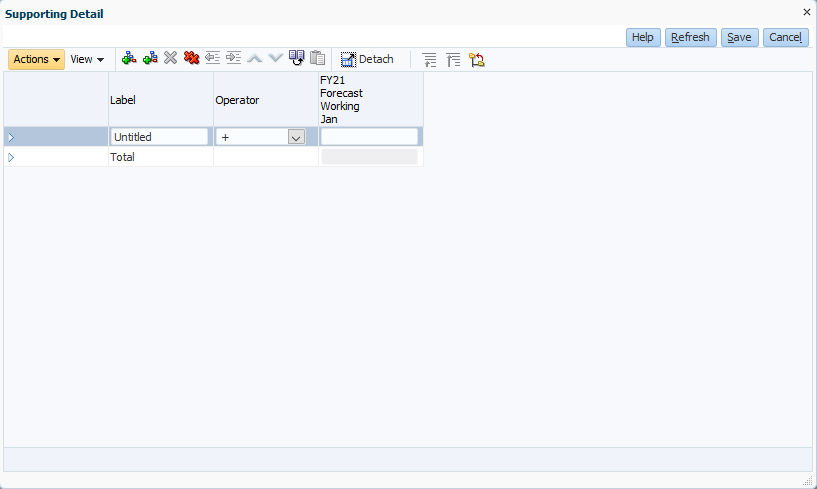 Supporting Detail
Help Refresh Save Cancel
Actions View Detach
Label Operator FY21
Forecast
Working
Jan
Untitled +
Total